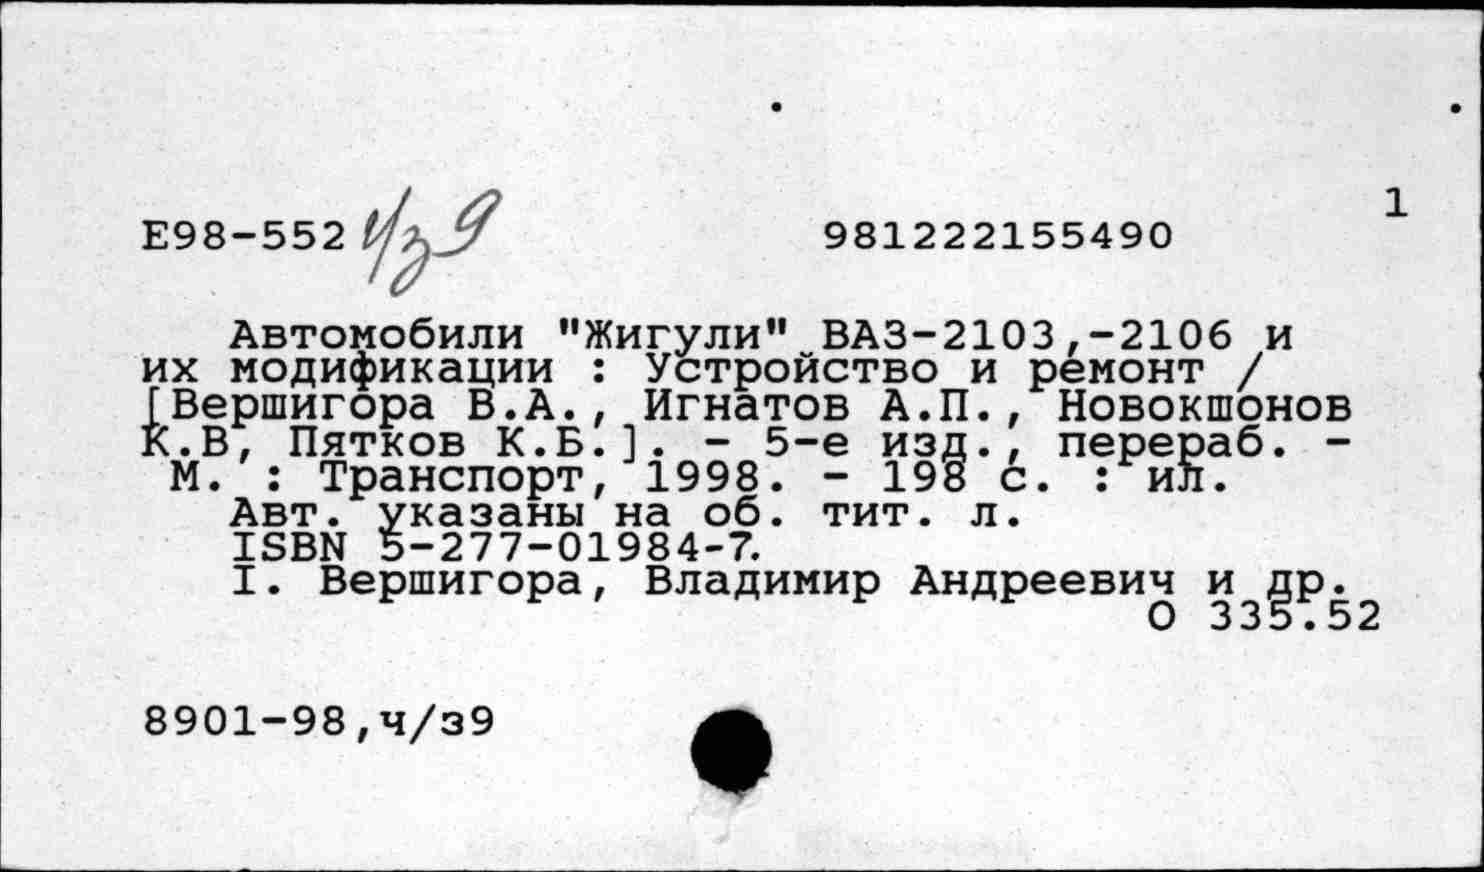 1
Е98-552 ч/з 9 981222155490
Автомобили "Жигули" ВАЗ-2103,-2106 и
их модификации : Устройство и ремонт /
[Вершигора В.А., Игнатов А.П., Новокшонов
К.В, Пятков К.Б.]. - 5-е изд., перераб. -
М. : Транспорт, 1998. - 198 с. : ил.
Авт. указаны на об. тит. л.
ISBN 5-277-01984-7.
I. Вершигора, Владимир Андреевич и др.
О 335.52
8901-98,ч/з9